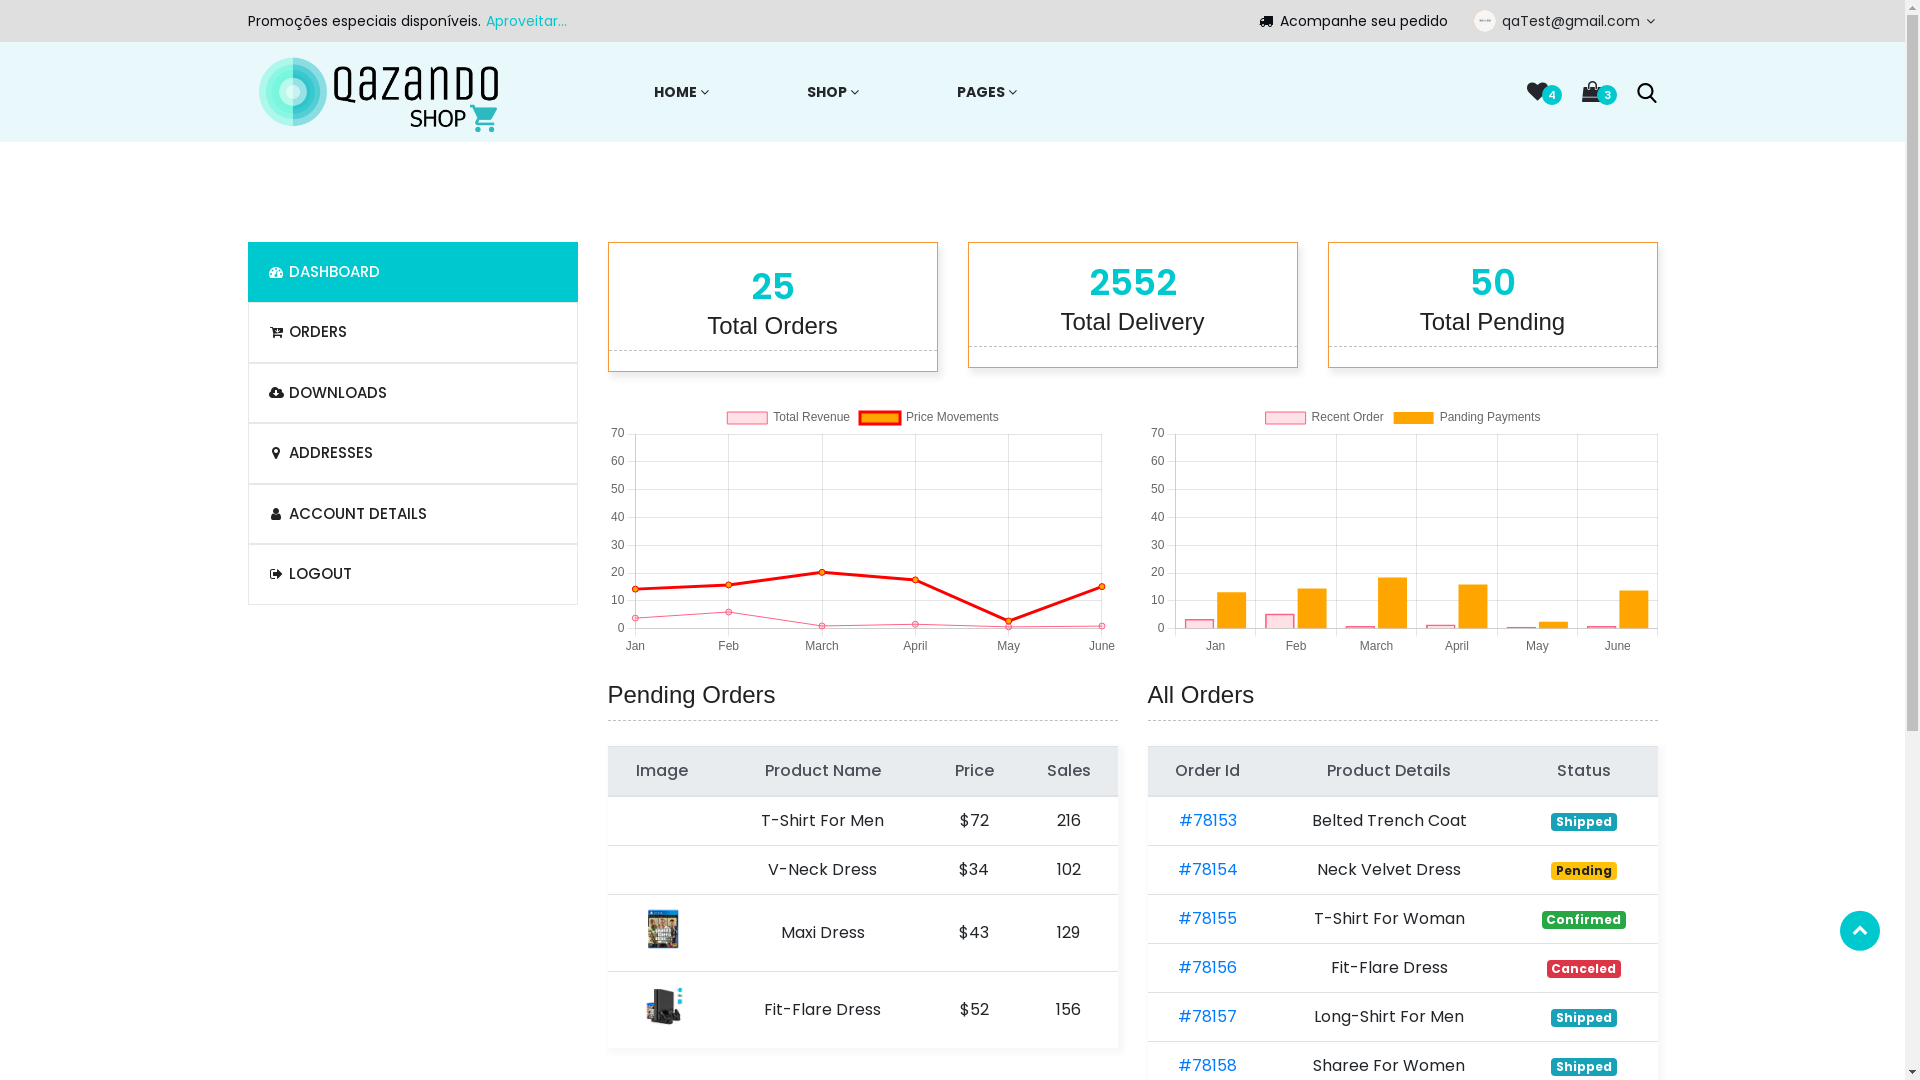 Promoções especiais disponíveis. Aproveitar...
Acompanhe seu pedido
qaTest@gmail.com
QAZANDO
SHOP
HOME
SHOP
PAGES
4
3
DASHBOARD
ORDERS
DOWNLOADS
ADDRESSES
ACCOUNT DETAILS
LOGOUT
25
Total Orders
2552
Total Delivery
50
Total Pending
Total Revenue
Price Movements
70
60
50
40
30
20
10
0
Jan
Feb
March
April
May
June
Recent Order
Panding Payments
70
60
50
40
30
20
10
0
Jan
Feb
March
April
May
June
Pending Orders
Image Product Name Price Sales
T-Shirt For Men $72 216
V-Neck Dress $34 102
Maxi Dress $43 129
Fit-Flare Dress $52 156
All Orders
Order Id Product Details Status
#78153 Belted Trench Coat Shipped
#78154 Neck Velvet Dress Pending
#78155 T-Shirt For Woman Confirmed
#78156 Fit-Flare Dress Canceled
#78157 Long-Shirt For Men Shipped
#78158 Sharee For Women Shipped